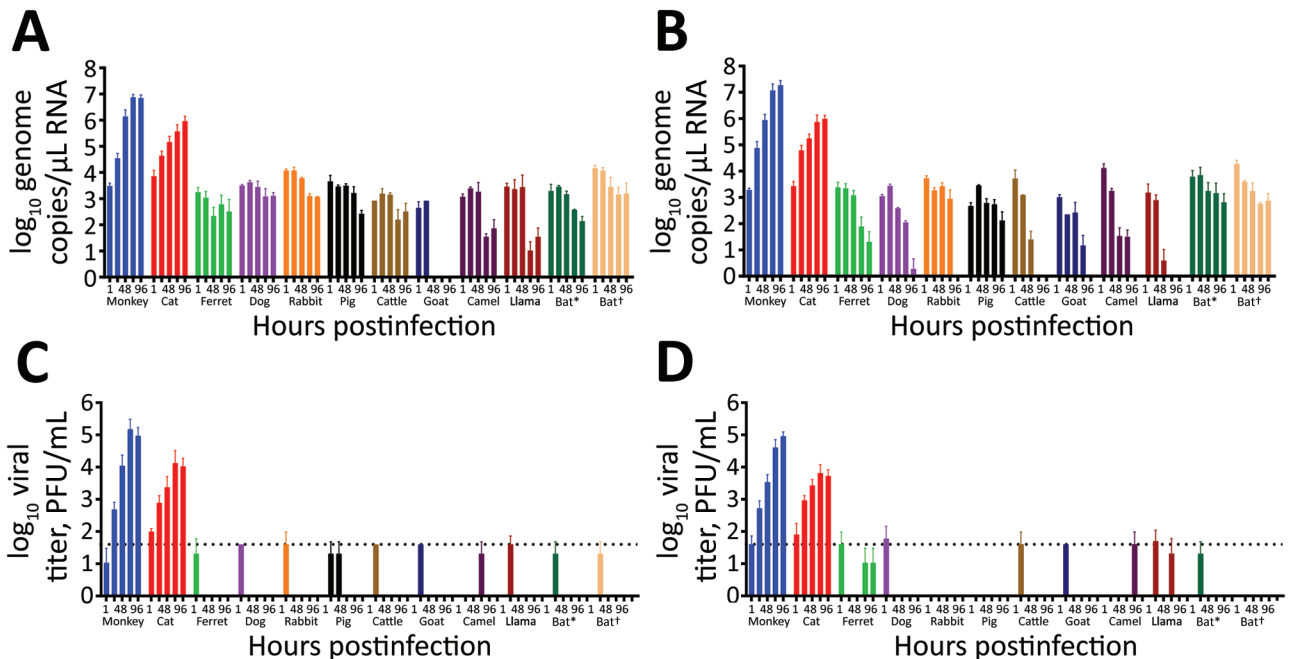 A
log10 genome
copies/μL RNA
8
7
6
5
4
3
2
1
0
1 48 96 1 48 96 1 48 96 1 48 96 1 48 96 1 48 96 1 48 96 1 48 96 1 48 96 1 48 96 1 48 96 1 48 96
Monkey Cat Ferret Dog Rabbit Pig Cattle Goat Camel Llama Bat* Bat†
Hours postinfection
B
log10 genome
copies/μL RNA
8
7
6
5
4
3
2
1
0
1 48 96 1 48 96 1 48 96 1 48 96 1 48 96 1 48 96 1 48 96 1 48 96 1 48 96 1 48 96 1 48 96 1 48 96
Monkey Cat Ferret Dog Rabbit Pig Cattle Goat Camel Llama Bat* Bat†
Hours postinfection
C
log10 viral
titer, PFU/mL
6
5
4
3
2
1
0
1 48 96 1 48 96 1 48 96 1 48 96 1 48 96 1 48 96 1 48 96 1 48 96 1 48 96 1 48 96 1 48 96 1 48 96
Monkey Cat Ferret Dog Rabbit Pig Cattle Goat Camel Llama Bat* Bat†
Hours postinfection
D
log10 viral
titer, PFU/mL
6
5
4
3
2
1
0
1 48 96 1 48 96 1 48 96 1 48 96 1 48 96 1 48 96 1 48 96 1 48 96 1 48 96 1 48 96 1 48 96 1 48 96
Monkey Cat Ferret Dog Rabbit Pig Cattle Goat Camel Llama Bat* Bat†
Hours postinfection